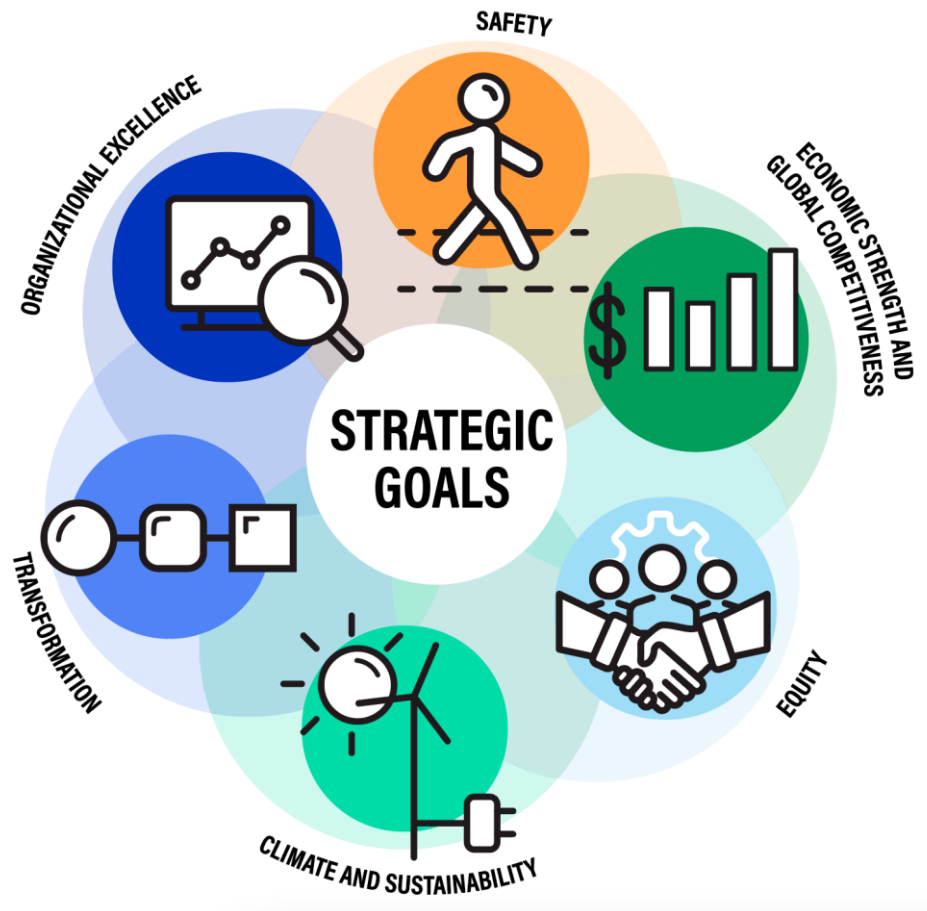 SAFETY
ORGANIZATIONAL EXCELLENCE
ECONOMIC STRENGTH AND
GLOBAL COMPETITIVENESS
$
STRATEGIC
GOALS
TRANSFORMATION
EQUITY
CLIMATE AND SUSTAINABILITY